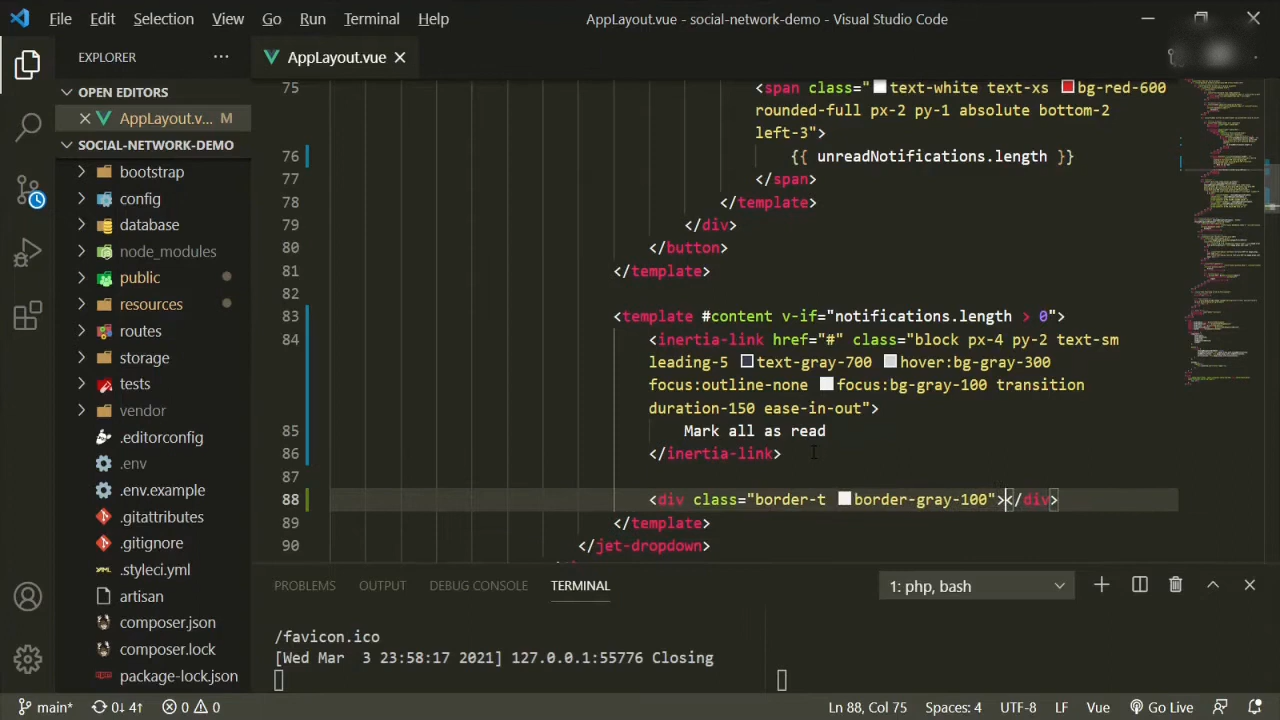 File Edit Selection View Go Run Terminal Help
AppLayout.vue - social-network-demo - Visual Studio Code
EXPLORER
AppLayout.vue
OPEN EDITORS
AppLayout.v... M
SOCIAL-NETWORK-DEMO
bootstrap
config
database
node_modules
public
resources
routes
storage
tests
vendor
.editorconfig
.env
.env.example
.gitattributes
.gitignore
.styleci.yml
artisan
composer.json
composer.lock
package-lock.json
75 <span class="text-white text-xs bg-red-600
rounded-full px-2 py-1 absolute bottom-2
left-3">
76 {{ unreadNotifications.length }}
77 </span>
78 </template>
79 </div>
80 </button>
81 </template>
82
83 <template #content v-if="notifications.length > 0">
84 <inertia-link href="#" class="block px-4 py-2 text-sm
leading-5 text-gray-700 hover:bg-gray-300
focus:outline-none focus:bg-gray-100 transition
duration-150 ease-in-out">
85 Mark all as read
86 </inertia-link>
87
88 <div class="border-t border-gray-100"></div>
89 </template>
90 </jet-dropdown>
PROBLEMS OUTPUT DEBUG CONSOLE TERMINAL
1: php, bash
/favicon.ico
[Wed Mar  3 23:58:17 2021] 127.0.0.1:55776 Closing
main* 0↓ 4↑ 0 0
Ln 88, Col 75 Spaces: 4 UTF-8 LF Vue Go Live